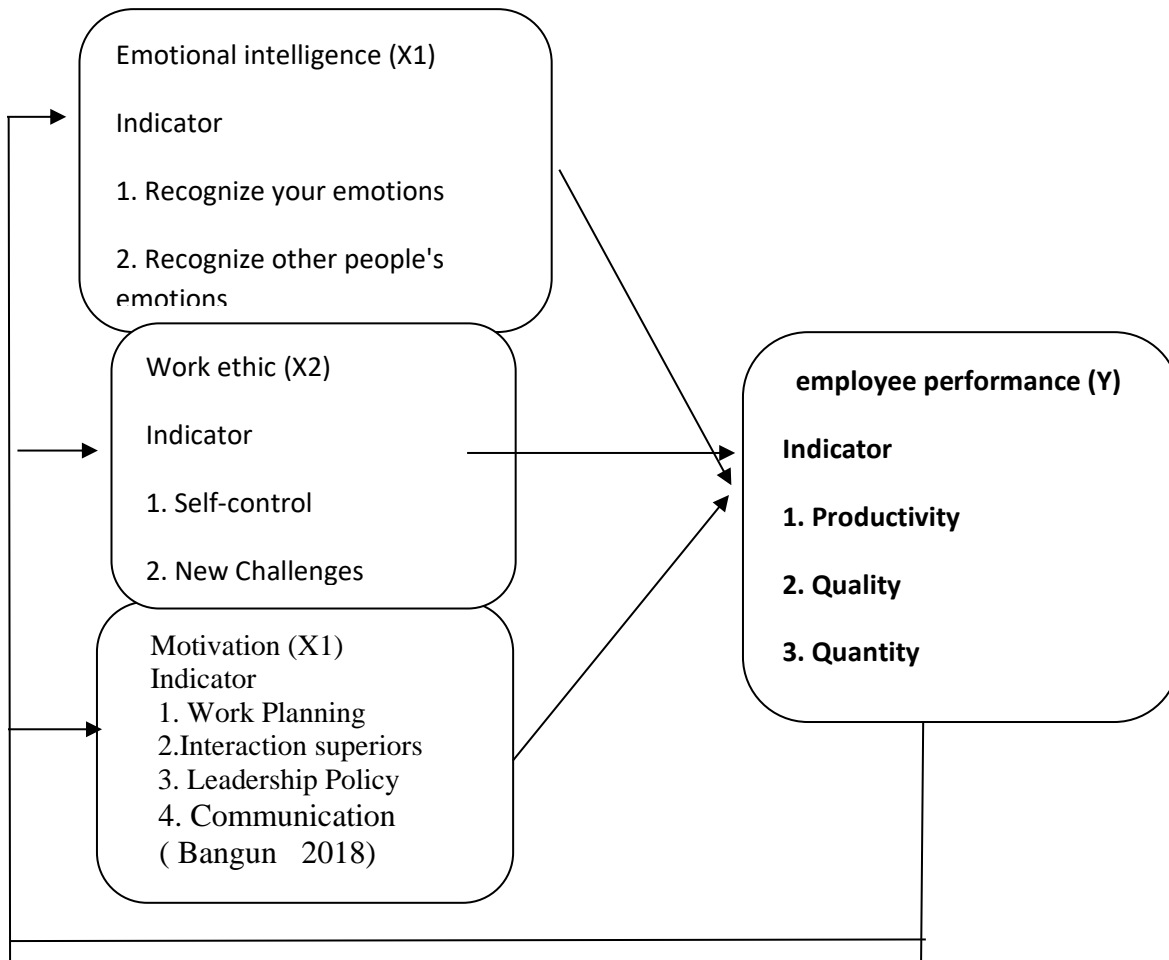 Emotional intelligence (X1)
Indicator
1. Recognize your emotions
2. Recognize other people's
emotions
Work ethic (X2)
Indicator
1. Self-control
2. New Challenges
Motivation (X1)
Indicator
1. Work Planning
2.Interaction superiors
3. Leadership Policy
4. Communication
( Bangun 2018)
employee performance (Y)
Indicator
1. Productivity
2. Quality
3. Quantity